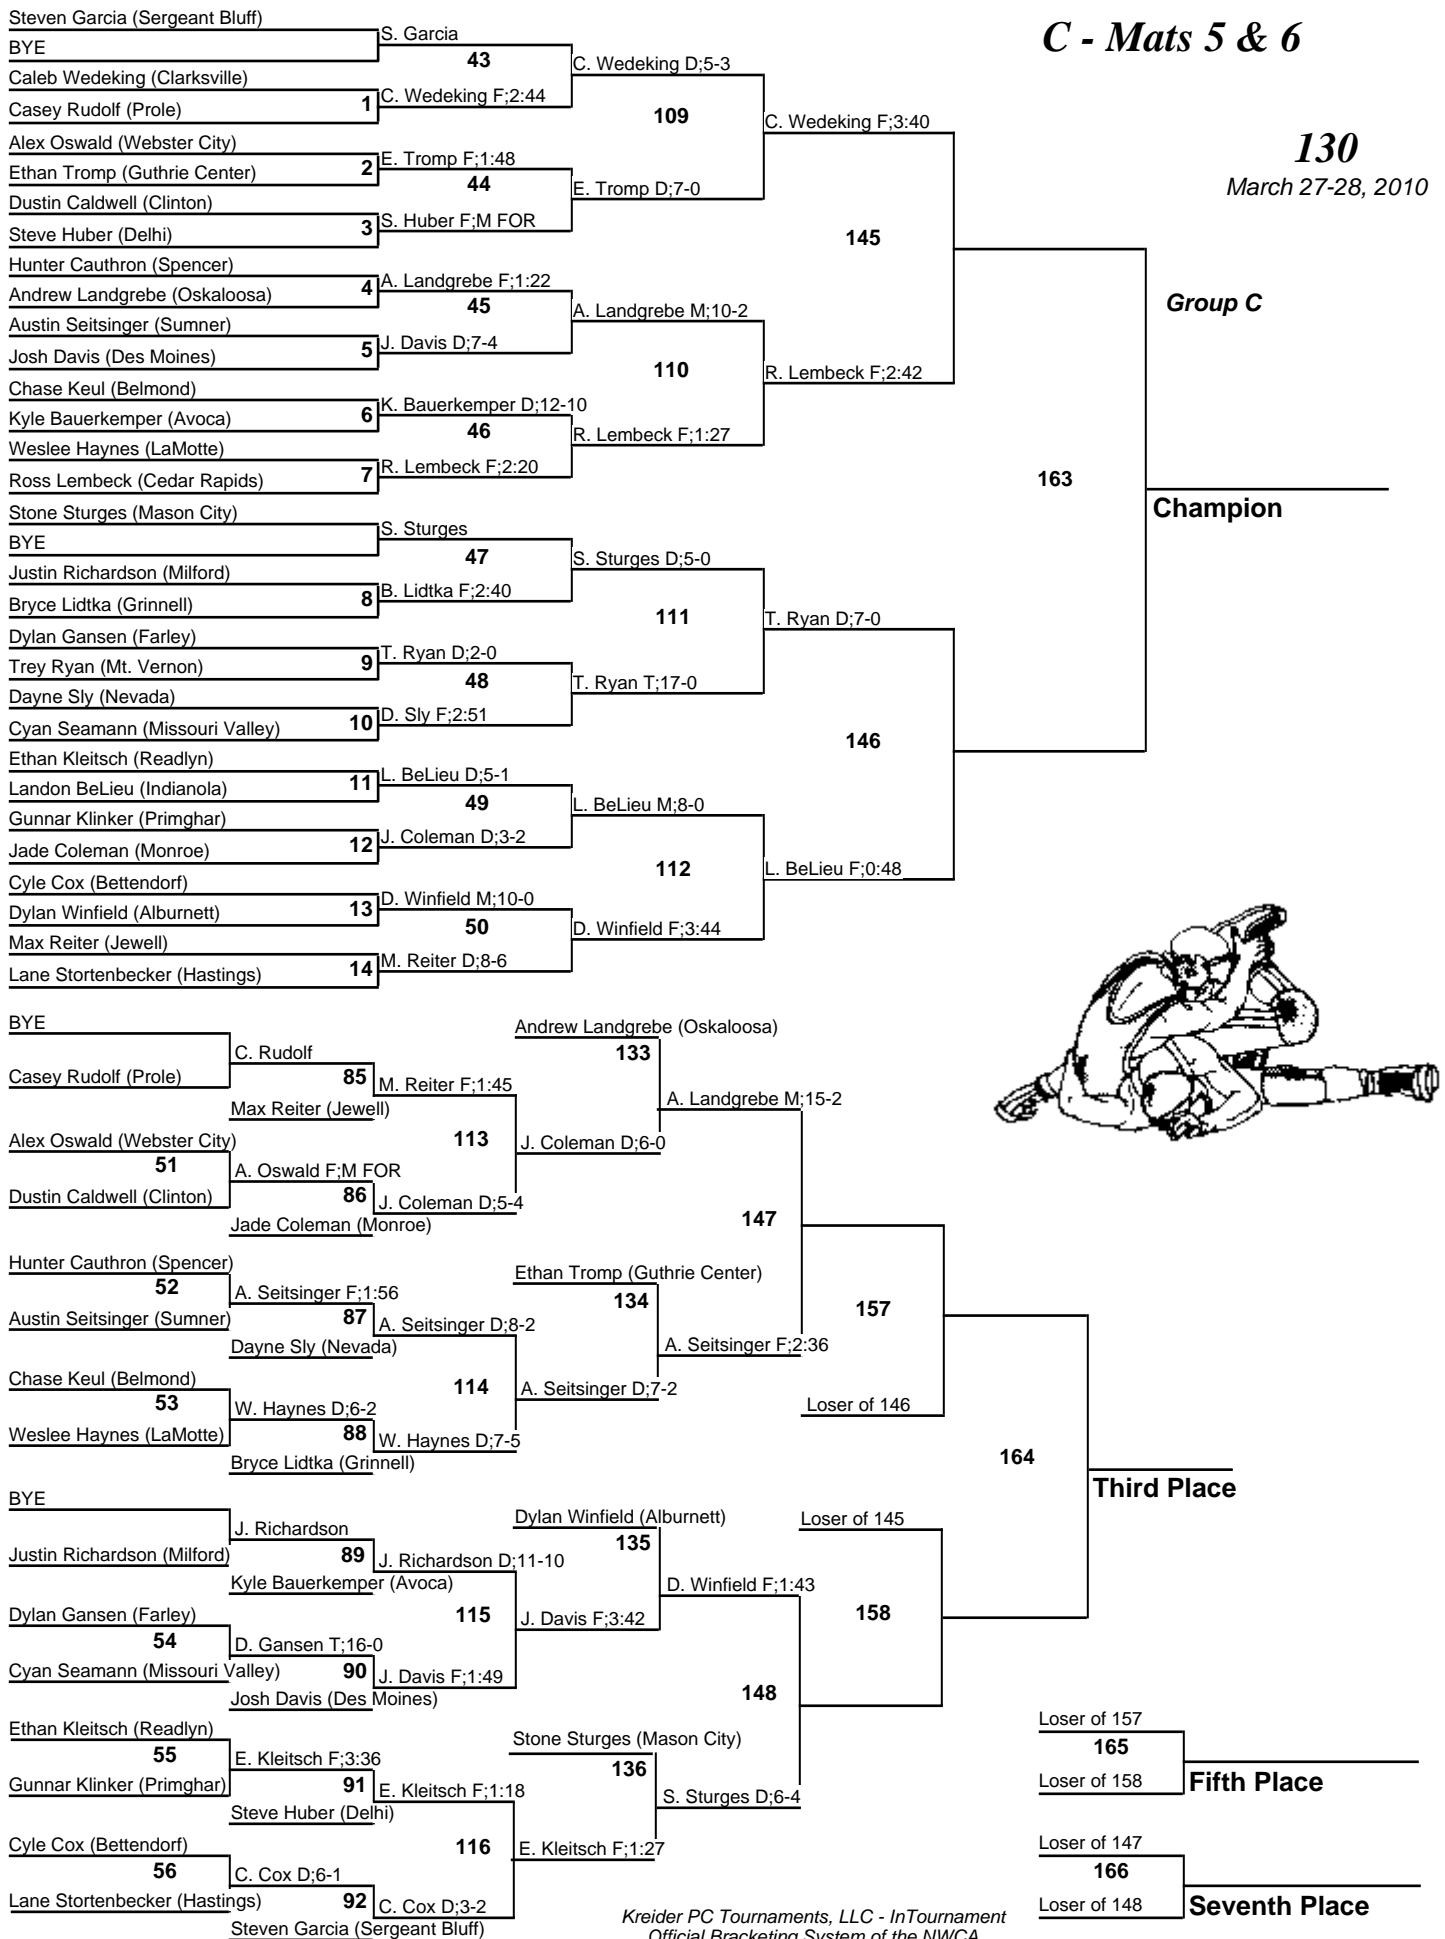 C - Mats 5 & 6
130
March 27-28, 2010
Group C
Steven Garcia (Sergeant Bluff)
BYE
S. Garcia
43
Caleb Wedeking (Clarksville)
Casey Rudolf (Prole)
1
C. Wedeking F;2:44
C. Wedeking D;5-3
109
Alex Oswald (Webster City)
Ethan Tromp (Guthrie Center)
2
E. Tromp F;1:48
44
Dustin Caldwell (Clinton)
Steve Huber (Delhi)
3
S. Huber F;M FOR
E. Tromp D;7-0
C. Wedeking F;3:40
145
Hunter Cauthron (Spencer)
Andrew Landgrebe (Oskaloosa)
4
A. Landgrebe F;1:22
45
Austin Seitsinger (Sumner)
Josh Davis (Des Moines)
5
J. Davis D;7-4
A. Landgrebe M;10-2
110
Chase Keul (Belmond)
Kyle Bauerkemper (Avoca)
6
K. Bauerkemper D;12-10
46
Weslee Haynes (LaMotte)
Ross Lembeck (Cedar Rapids)
7
R. Lembeck F;2:20
R. Lembeck F;1:27
R. Lembeck F;2:42
163
Champion
Stone Sturges (Mason City)
BYE
S. Sturges
47
Justin Richardson (Milford)
Bryce Lidtka (Grinnell)
8
B. Lidtka F;2:40
S. Sturges D;5-0
111
Dylan Gansen (Farley)
Trey Ryan (Mt. Vernon)
9
T. Ryan D;2-0
48
Dayne Sly (Nevada)
Cyan Seamann (Missouri Valley)
10
D. Sly F;2:51
T. Ryan T;17-0
T. Ryan D;7-0
146
Ethan Kleitsch (Readlyn)
Landon BeLieu (Indianola)
11
L. BeLieu D;5-1
49
Gunnar Klinker (Primghar)
Jade Coleman (Monroe)
12
J. Coleman D;3-2
L. BeLieu M;8-0
112
Cyle Cox (Bettendorf)
Dylan Winfield (Alburnett)
13
D. Winfield M;10-0
50
Max Reiter (Jewell)
Lane Stortenbecker (Hastings)
14
M. Reiter D;8-6
D. Winfield F;3:44
L. BeLieu F;0:48
BYE
Casey Rudolf (Prole)
C. Rudolf
85
Max Reiter (Jewell)
M. Reiter F;1:45
113
Alex Oswald (Webster City)
51
Dustin Caldwell (Clinton)
A. Oswald F;M FOR
86
Jade Coleman (Monroe)
J. Coleman D;5-4
Andrew Landgrebe (Oskaloosa)
133
J. Coleman D;6-0
A. Landgrebe M;15-2
147
Hunter Cauthron (Spencer)
52
Austin Seitsinger (Sumner)
A. Seitsinger F;1:56
87
Dayne Sly (Nevada)
A. Seitsinger D;8-2
114
Chase Keul (Belmond)
53
Weslee Haynes (LaMotte)
W. Haynes D;6-2
88
Bryce Lidtka (Grinnell)
W. Haynes D;7-5
Ethan Tromp (Guthrie Center)
134
A. Seitsinger D;7-2
A. Seitsinger F;2:36
157
Loser of 146
164
Third Place
BYE
Justin Richardson (Milford)
J. Richardson
89
Kyle Bauerkemper (Avoca)
J. Richardson D;11-10
115
Dylan Gansen (Farley)
54
Cyan Seamann (Missouri Valley)
D. Gansen T;16-0
90
Josh Davis (Des Moines)
J. Davis F;1:49
Dylan Winfield (Alburnett)
135
J. Davis F;3:42
D. Winfield F;1:43
Loser of 145
158
148
Ethan Kleitsch (Readlyn)
55
Gunnar Klinker (Primghar)
E. Kleitsch F;3:36
91
Steve Huber (Delhi)
E. Kleitsch F;1:18
116
Cyle Cox (Bettendorf)
56
Lane Stortenbecker (Hastings)
C. Cox D;6-1
92
Steven Garcia (Sergeant Bluff)
C. Cox D;3-2
Stone Sturges (Mason City)
136
E. Kleitsch F;1:27
S. Sturges D;6-4
Loser of 157
165
Loser of 158
Fifth Place
Loser of 147
166
Loser of 148
Seventh Place
Kreider PC Tournaments, LLC - InTournament
Official Bracketing System of the NWCA